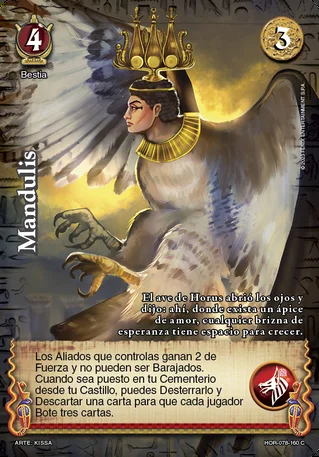 4
3
Bestia
Mandulis
© 2023 FENIX ENTERTAINMENT S.P.A.
El ave de Horus abrió los ojos y
dijo: ahí, donde exista un ápice
de amor, cualquier brizna de
esperanza tiene espacio para crecer.
Los Aliados que controlas ganan 2 de
Fuerza y no pueden ser Barajados.
Cuando sea puesto en tu Cementerio
desde tu Castillo, puedes Desterrarlo y
Descartar una carta para que cada jugador
Bote tres cartas.
ARTE: KISSA
HOR-078-160 C